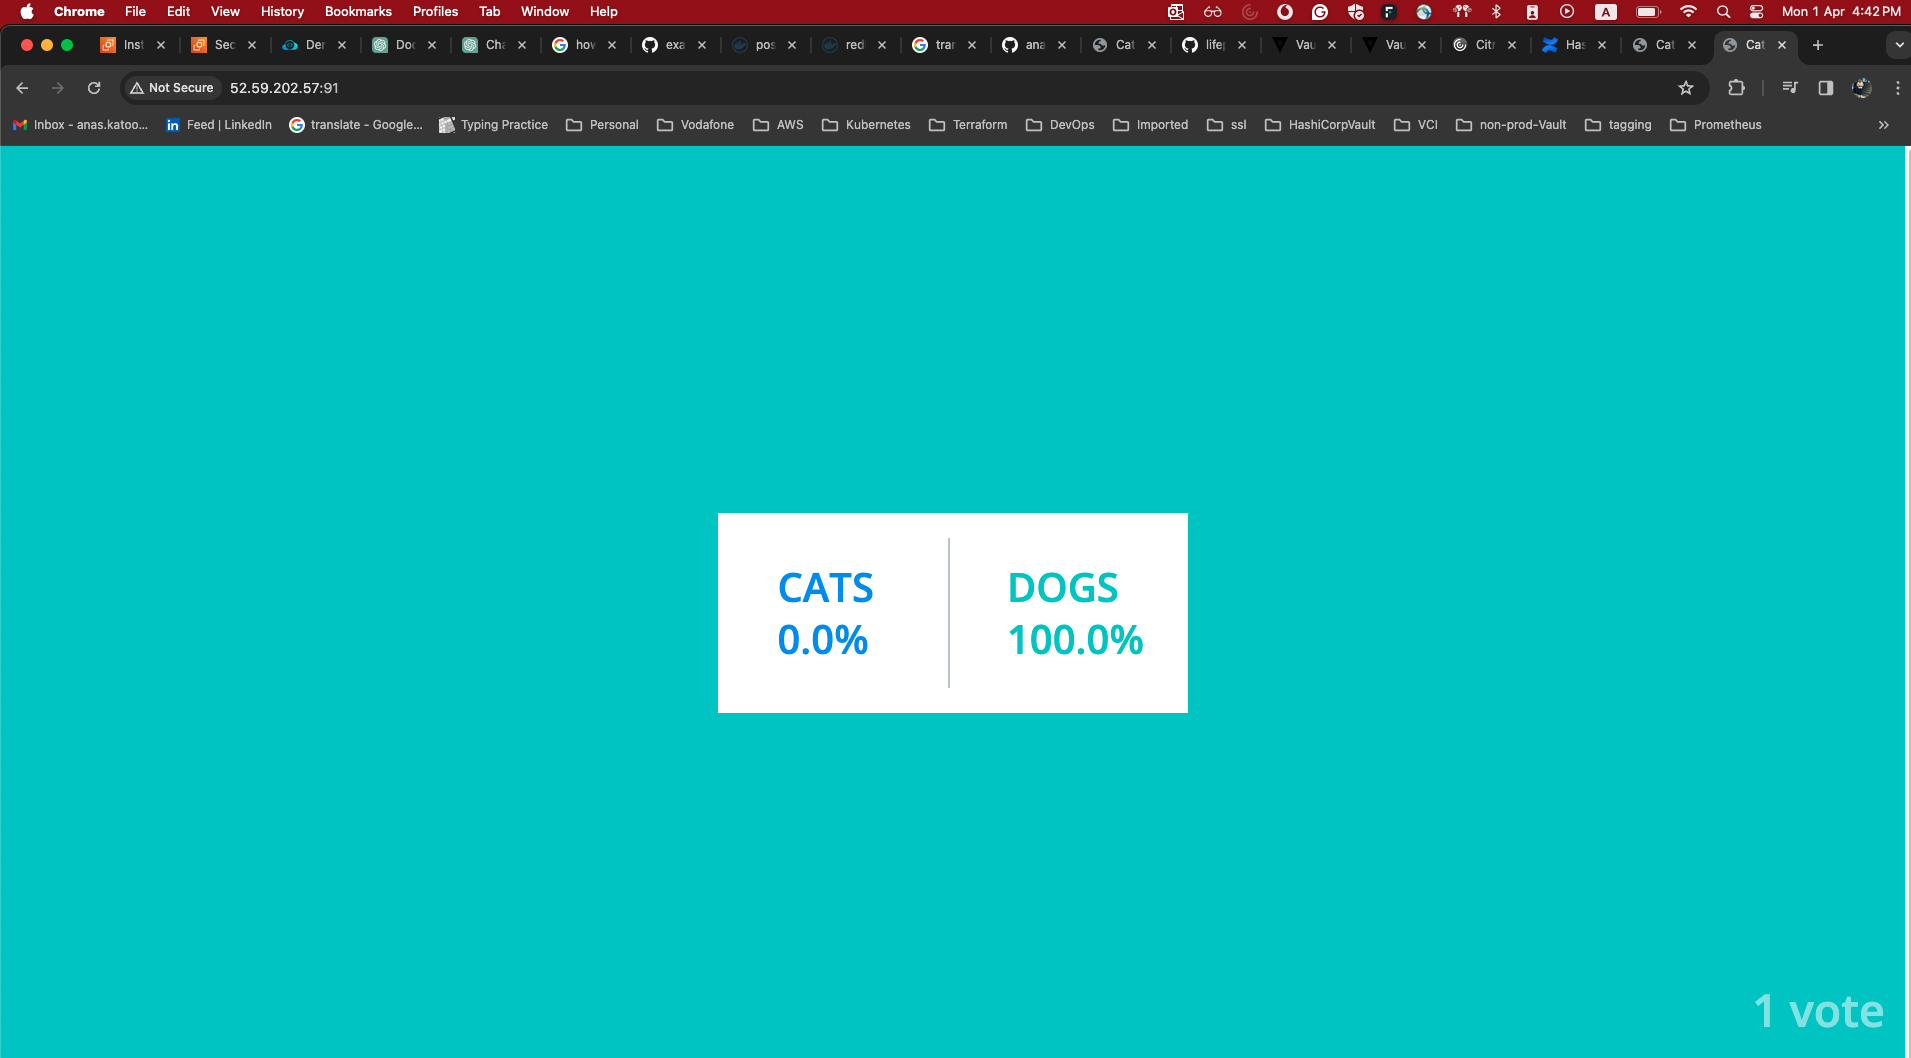 Chrome File Edit View History Bookmarks Profiles Tab Window Help Mon 1 Apr 4:42 PM
Inst Sec Der Doc Cha how exa pos red tran ana Cat life Vau Vau Citr Has Cat Cat
Not Secure 52.59.202.57:91
Inbox - anas.katoo... Feed | LinkedIn translate - Google... Typing Practice Personal Vodafone AWS Kubernetes Terraform DevOps Imported ssl HashiCorpVault VCI non-prod-Vault tagging Prometheus
CATS
0.0%
DOGS
100.0%
1 vote